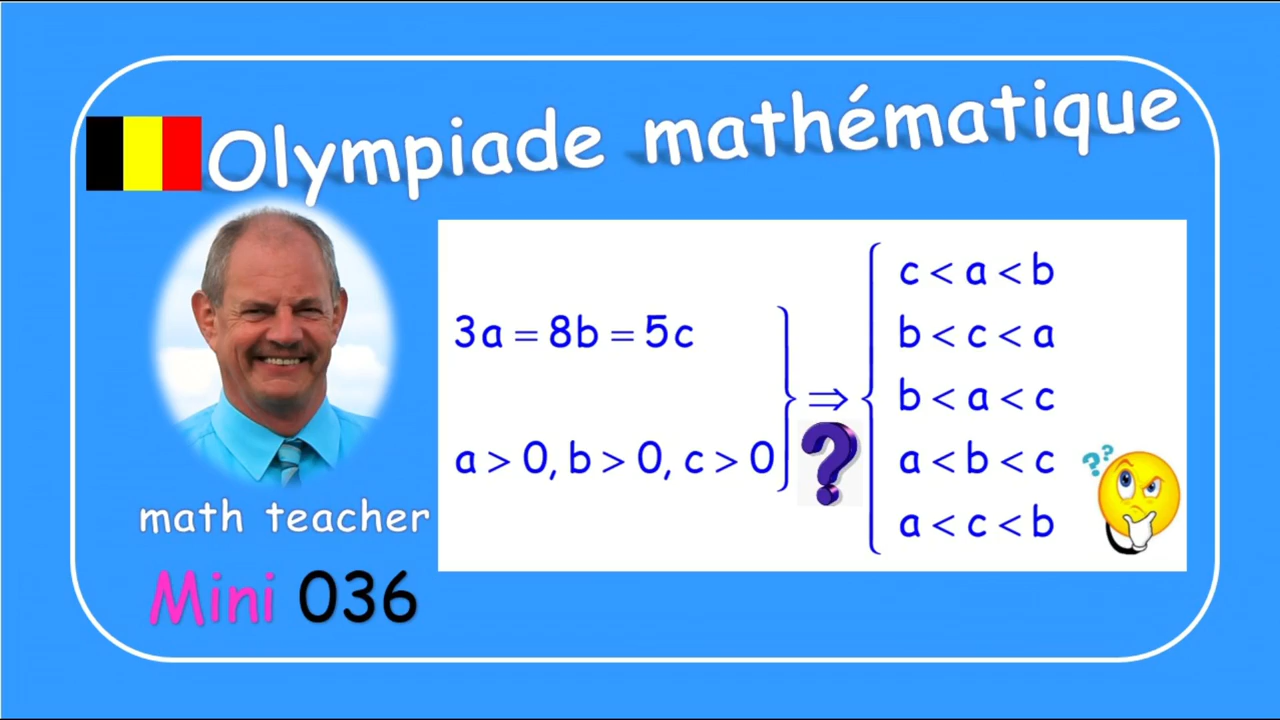 Olympiade mathématique
3a = 8b = 5c
a > 0, b > 0, c > 0
⇒
?
c < a < b
b < c < a
b < a < c
a < b < c
a < c < b
??
math teacher
Mini 036